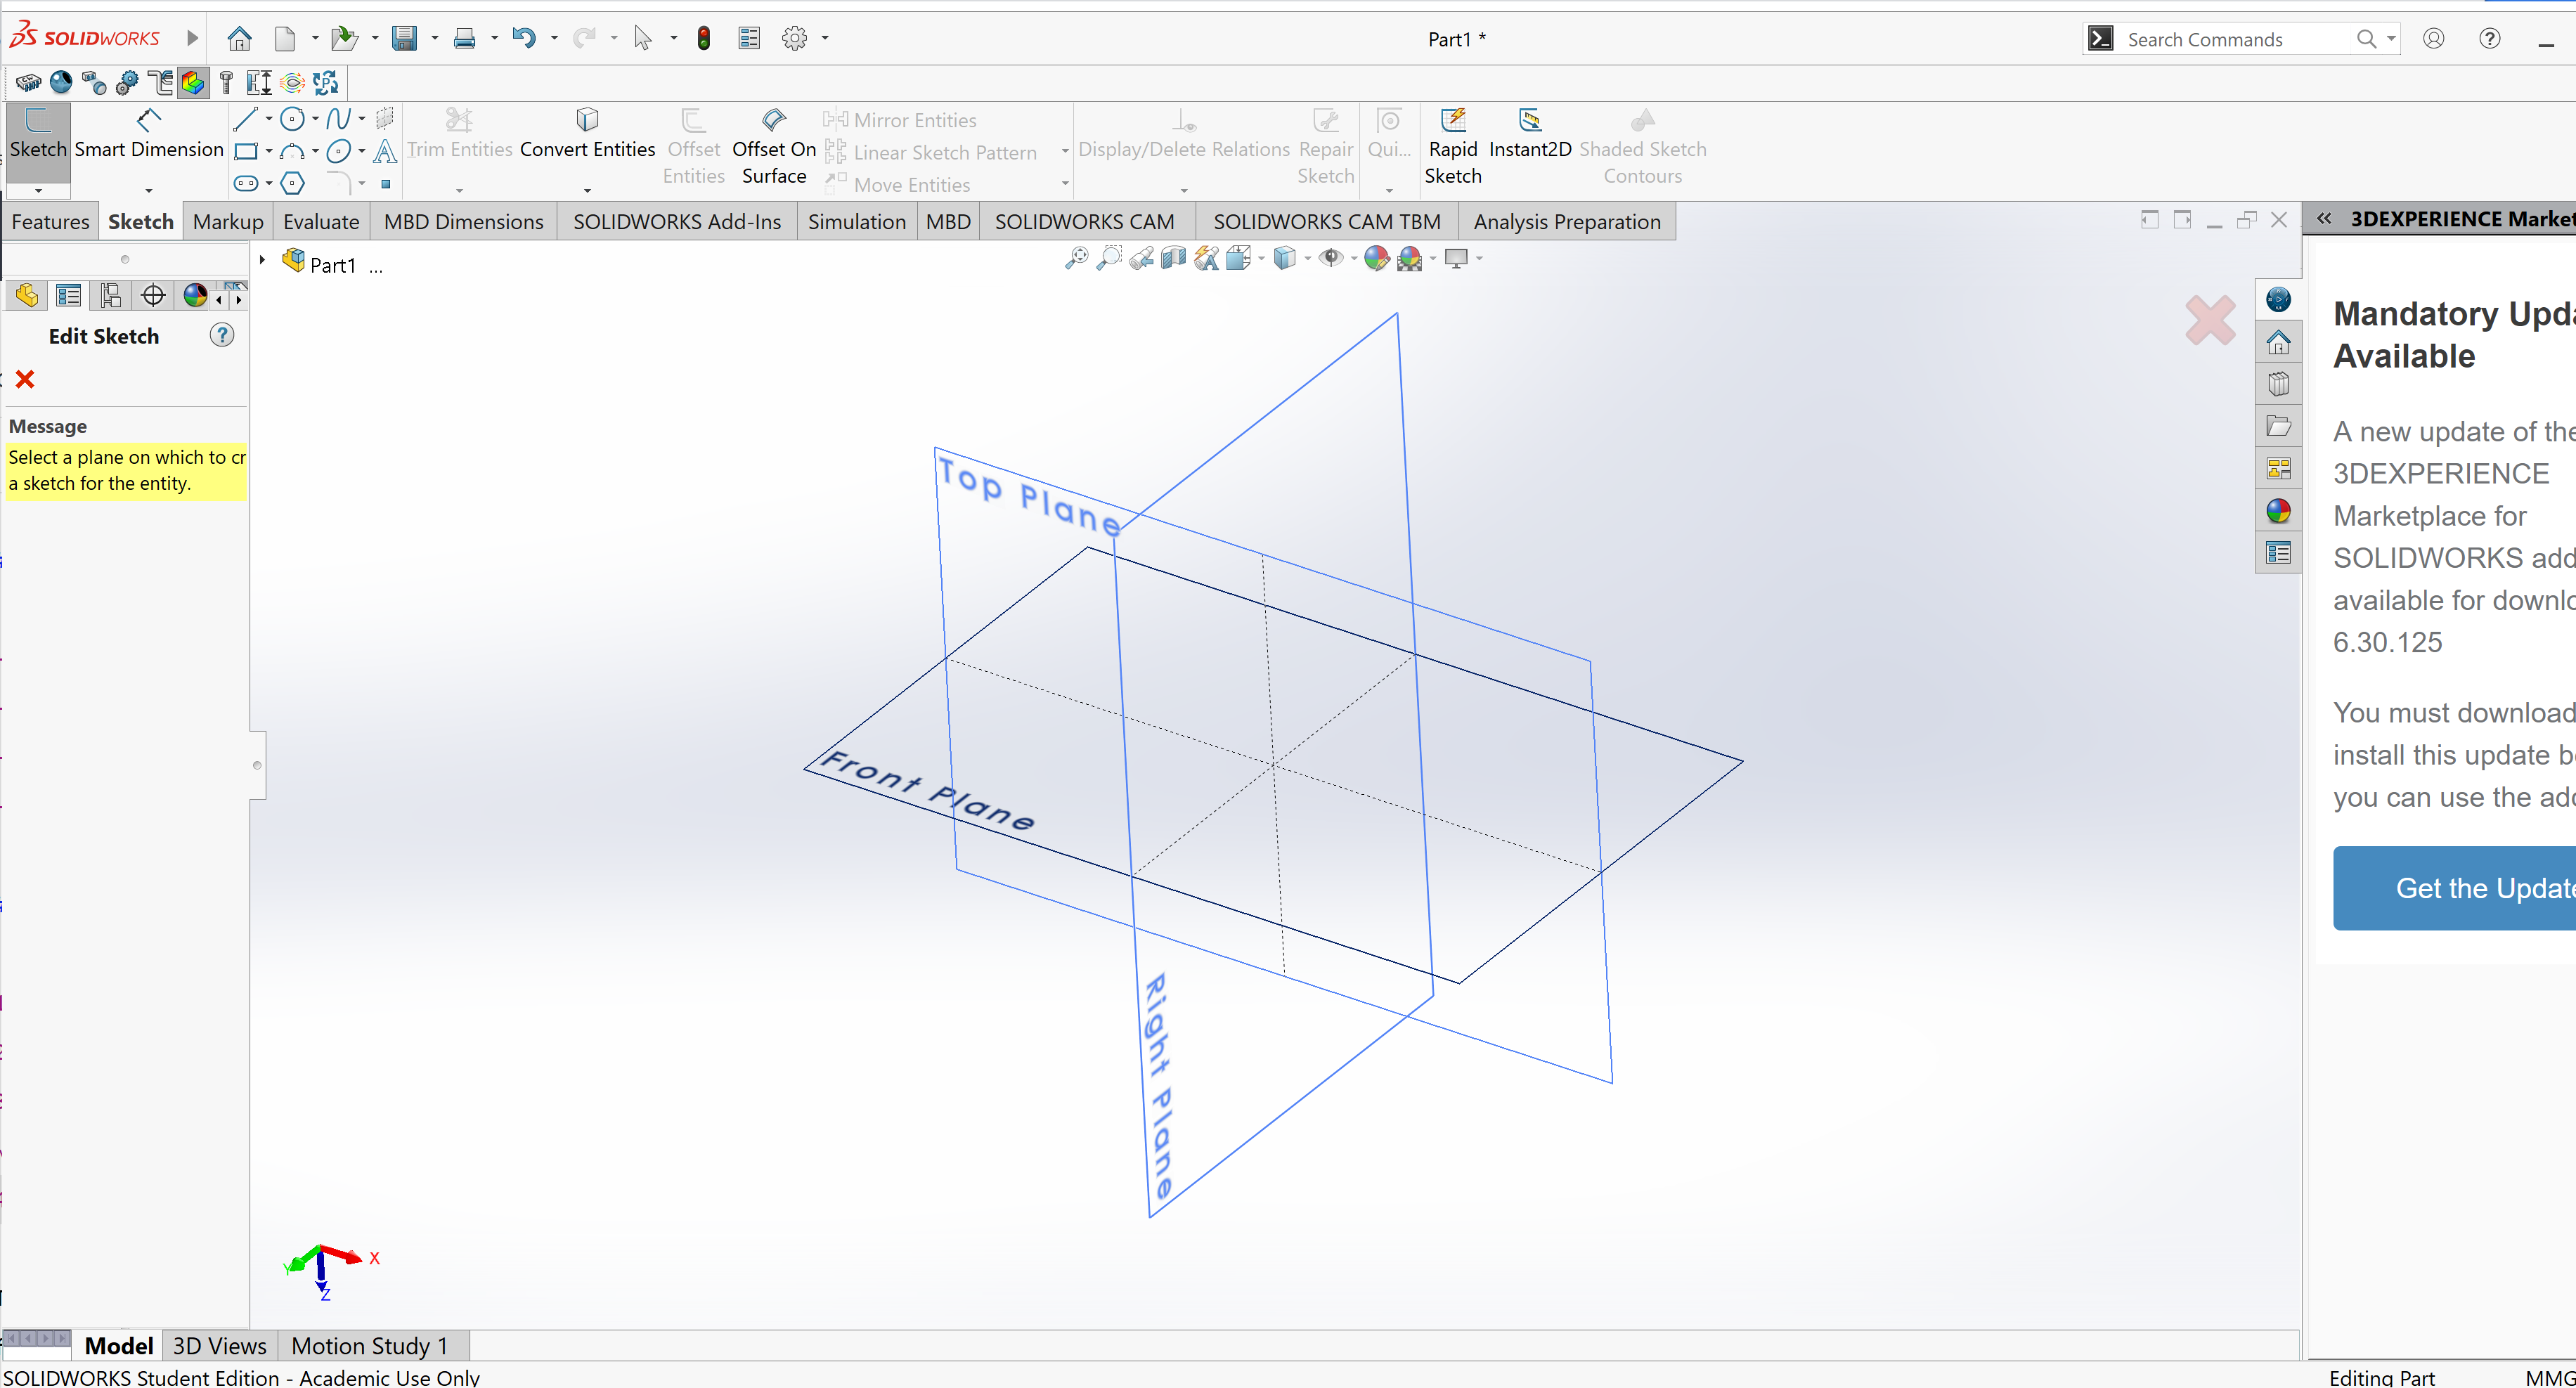 SOLIDWORKS
Part1 *
Search Commands
Sketch
Smart Dimension
Trim Entities
Convert Entities
Offset
Entities
Offset On
Surface
Mirror Entities
Linear Sketch Pattern
Move Entities
Display/Delete Relations
Repair
Sketch
Qui...
Rapid
Sketch
Instant2D
Shaded Sketch
Contours
Features
Sketch
Markup
Evaluate
MBD Dimensions
SOLIDWORKS Add-Ins
Simulation
MBD
SOLIDWORKS CAM
SOLIDWORKS CAM TBM
Analysis Preparation
3DEXPERIENCE Market
Part1 ...
Edit Sketch
Message
Select a plane on which to cr
a sketch for the entity.
Top Plane
Front Plane
Right Plane
X
Y
Z
Mandatory Upda
Available
A new update of the
3DEXPERIENCE
Marketplace for
SOLIDWORKS add
available for downlo
6.30.125
You must download
install this update be
you can use the add
Get the Update
Model
3D Views
Motion Study 1
SOLIDWORKS Student Edition - Academic Use Only
Editing Part
MMG